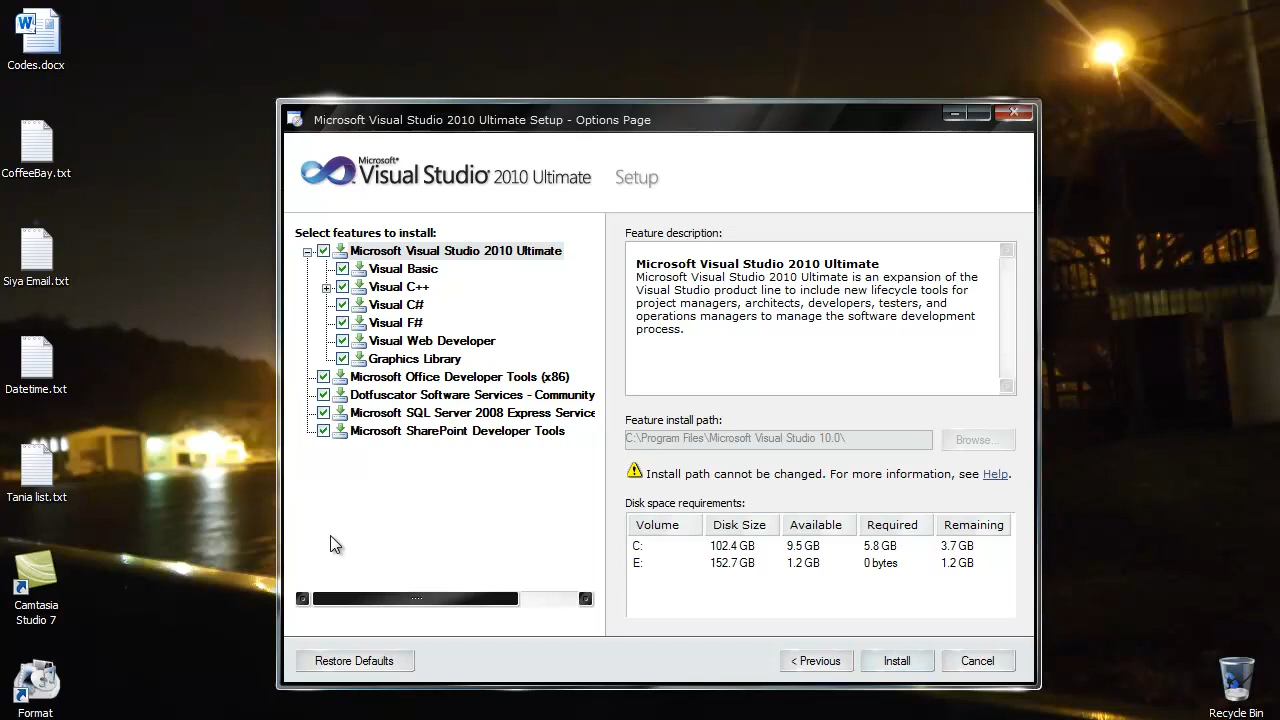 Codes.docx
CoffeeBay.txt
Siya Email.txt
Datetime.txt
Tania list.txt
Camtasia
Studio 7
Format
Recycle Bin
Microsoft Visual Studio 2010 Ultimate Setup - Options Page
Microsoft®
Visual Studio® 2010 Ultimate Setup
Select features to install:
Microsoft Visual Studio 2010 Ultimate
Visual Basic
Visual C++
Visual C#
Visual F#
Visual Web Developer
Graphics Library
Microsoft Office Developer Tools (x86)
Dotfuscator Software Services - Community
Microsoft SQL Server 2008 Express Service
Microsoft SharePoint Developer Tools
Feature description:
Microsoft Visual Studio 2010 Ultimate
Microsoft Visual Studio 2010 Ultimate is an expansion of the
Visual Studio product line to include new lifecycle tools for
project managers, architects, developers, testers, and
operations managers to manage the software development
process.
Feature install path:
C:\Program Files\Microsoft Visual Studio 10.0\ Browse...
Install path cannot be changed. For more information, see Help.
Disk space requirements:
Volume Disk Size Available Required Remaining
C: 102.4 GB 9.5 GB 5.8 GB 3.7 GB
E: 152.7 GB 1.2 GB 0 bytes 1.2 GB
Restore Defaults < Previous Install Cancel